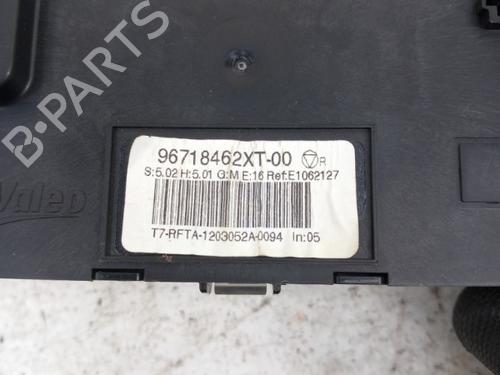 96718462XT-00 R
S:5.02 H:5.01 G:M E:16 Ref:E1062127
Valeo
T7-RFTA-1203052A-0094 In:05
B-PARTS